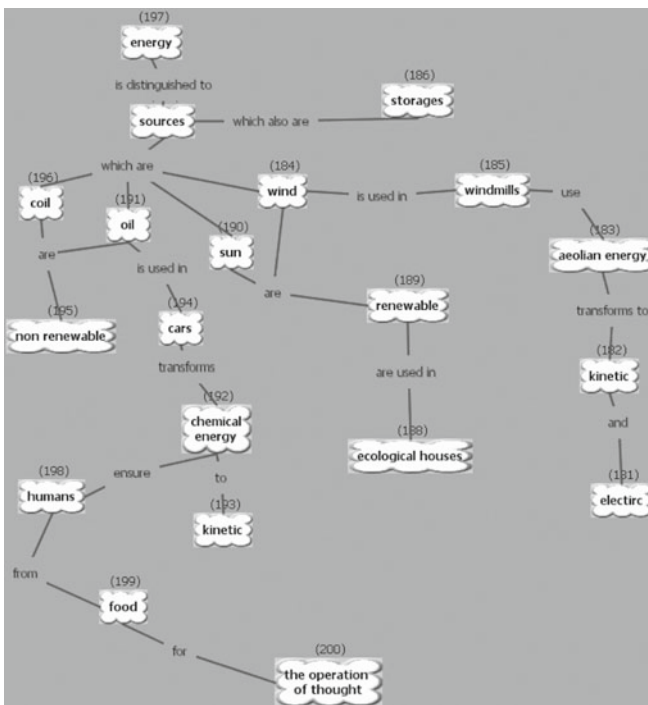 (197)
energy
is distinguished to
(186)
storages
sources
which also are
(196)
coil
which are
(184)
wind
is used in
(185)
windmills
use
(191)
oil
(190)
sun
(183)
aeolian energy
are
is used in
are
(189)
renewable
transforms to
(195)
non renewable
(194)
cars
(182)
kinetic
transforms
are used in
and
(192)
chemical
energy
(188)
ecological houses
(198)
humans
ensure
to
(193)
kinetic
(181)
electirc
from
(199)
food
for
(200)
the operation
of thought